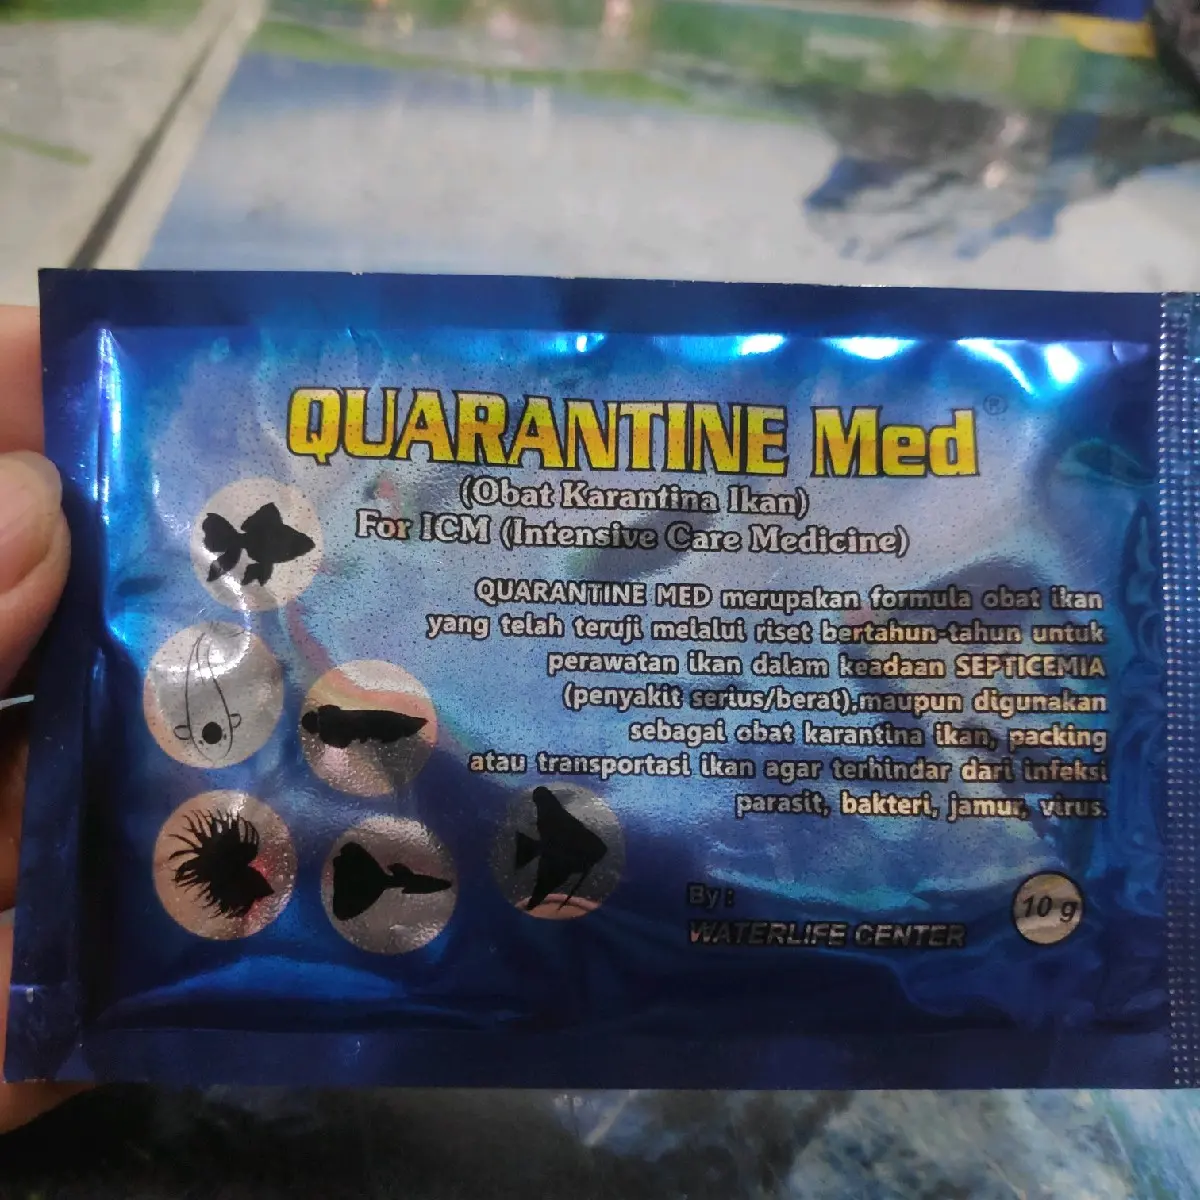 QUARANTINE Med ®
(Obat Karantina Ikan)
For ICM (Intensive Care Medicine)
QUARANTINE MED merupakan formula obat ikan
yang telah teruji melalui riset bertahun-tahun untuk
perawatan ikan dalam keadaan SEPTICEMIA
(penyakit serius/berat),maupun digunakan
sebagai obat karantina ikan, packing
atau transportasi ikan agar terhindar dari infeksi
parasit, bakteri, jamur, virus.
By :
WATERLIFE CENTER
10 g